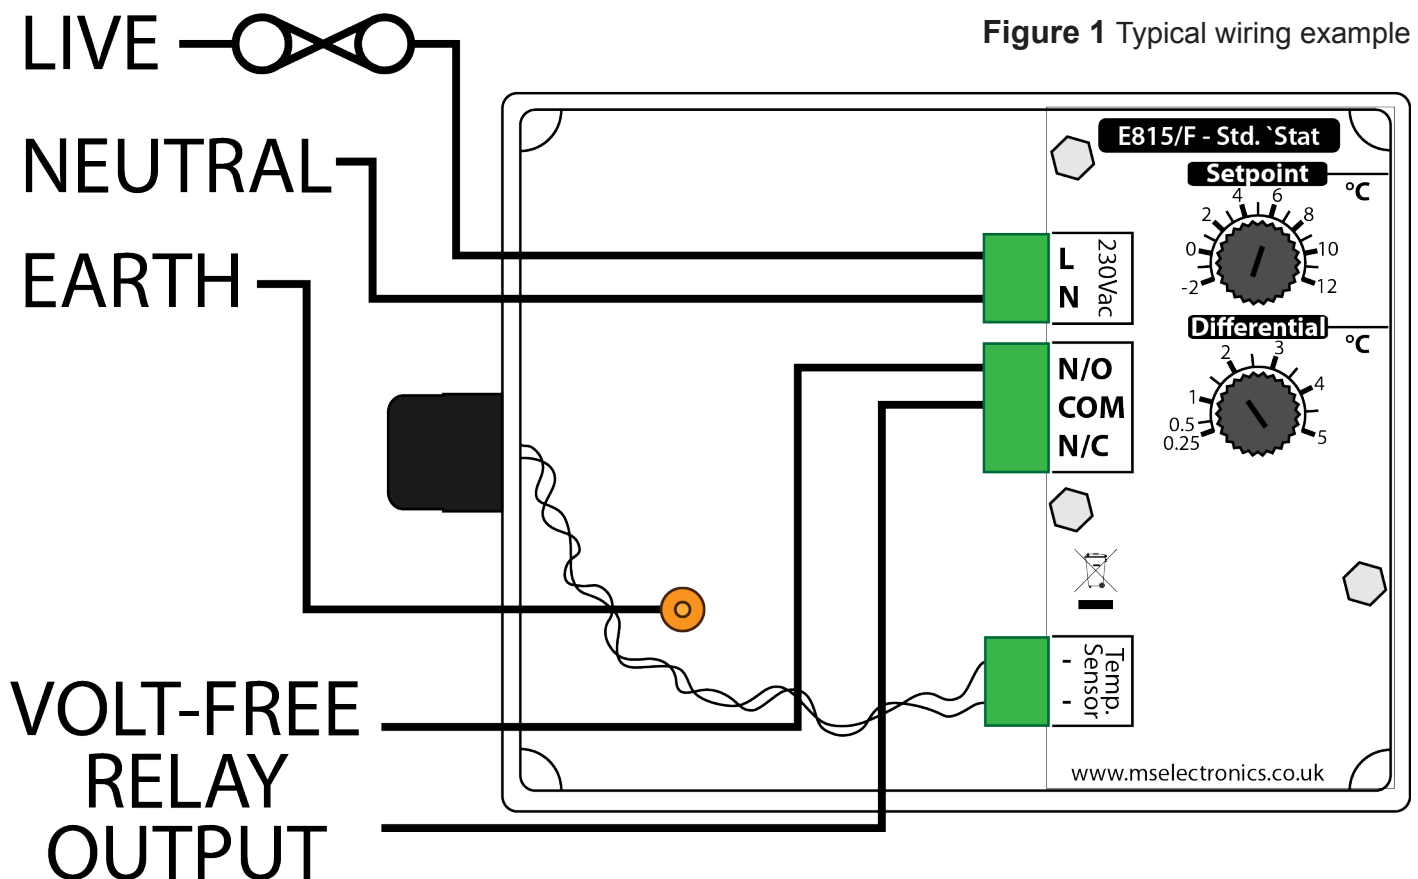 Figure 1 Typical wiring example
LIVE
NEUTRAL
EARTH
VOLT-FREE
RELAY
OUTPUT
E815/F - Std. `Stat
Setpoint
°C
-2
0
2
4
6
8
10
12
Differential
°C
0.25
0.5
1
2
3
4
5
L
N
230Vac
N/O
COM
N/C
-
-
Temp.
Sensor
www.mselectronics.co.uk